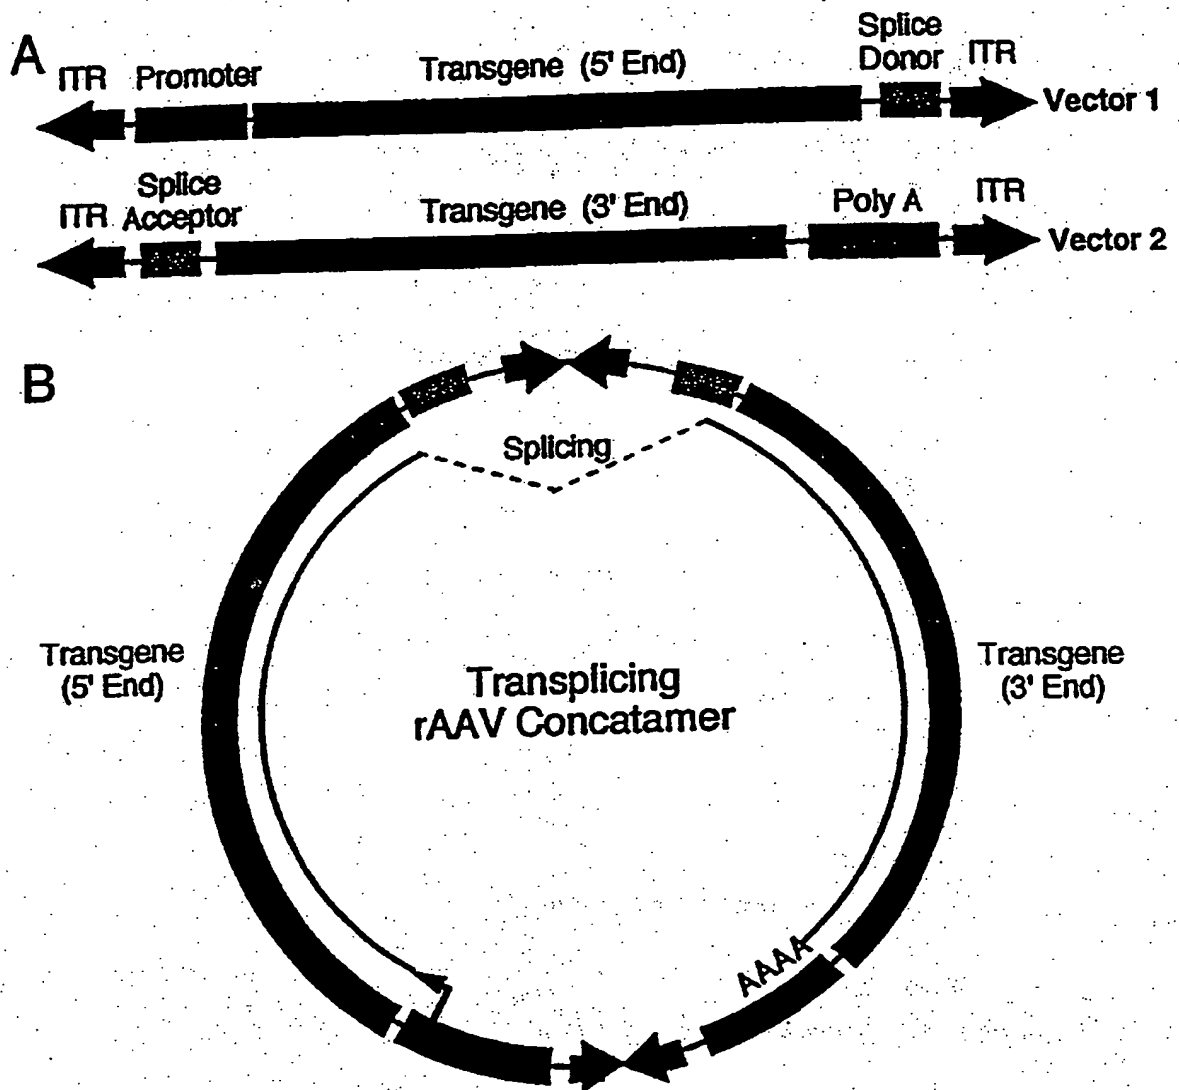 A
ITR
Promoter
Transgene (5' End)
Splice
Donor
ITR
Vector 1
ITR
Splice
Acceptor
Transgene (3' End)
Poly A
ITR
Vector 2
B
Splicing
Transgene
(5' End)
Transplicing
rAAV Concatamer
Transgene
(3' End)
AAAA